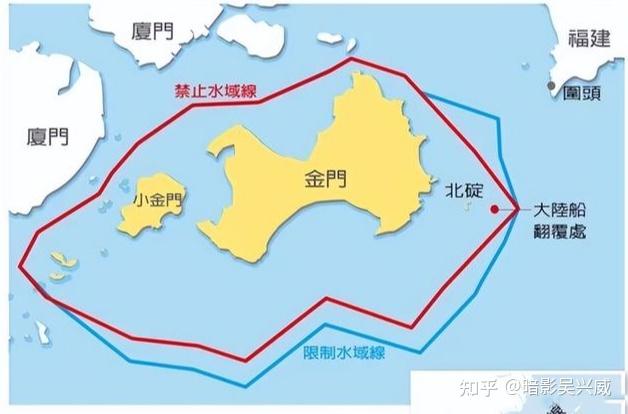 廈門
福建
禁止水域線
圍頭
廈門
金門
小金門
北碇
大陸船
翻覆處
限制水域線
知乎 @暗影吴兴威